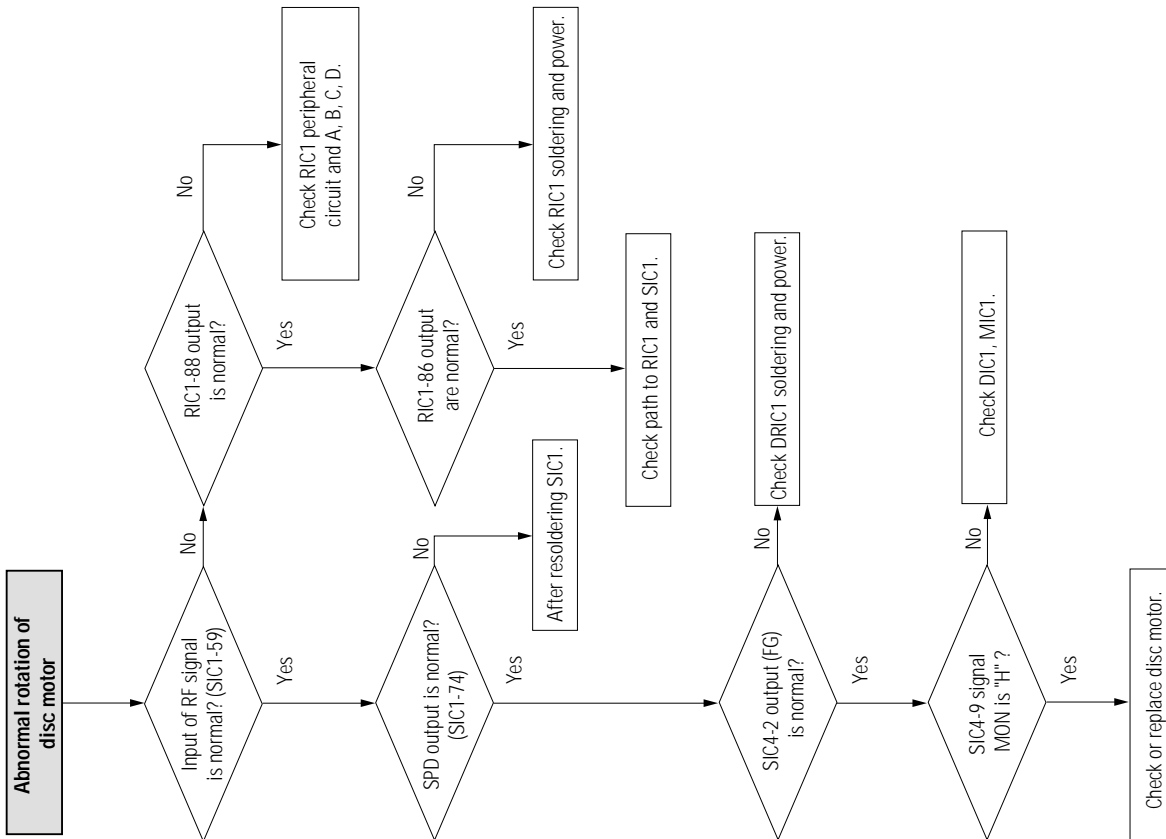 Abnormal rotation of
disc motor
Input of RF signal
is normal? (SIC1-59)
No
Yes
RIC1-88 output
is normal?
No
Yes
Check RIC1 peripheral
circuit and A, B, C, D.
RIC1-86 output
are normal?
No
Yes
Check RIC1 soldering and power.
Check path to RIC1 and SIC1.
SPD output is normal?
(SIC1-74)
No
Yes
After resoldering SIC1.
SIC4-2 output (FG)
is normal?
No
Yes
Check DRIC1 soldering and power.
SIC4-9 signal
MON is "H" ?
No
Yes
Check DIC1, MIC1.
Check or replace disc motor.